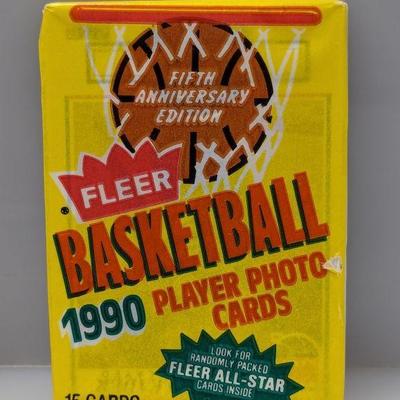 FIFTH
ANNIVERSARY
EDITION
FLEER
®
BASKETBALL
1990 PLAYER PHOTO
CARDS
LOOK FOR
RANDOMLY PACKED
FLEER ALL-STAR
CARDS INSIDE
15 CARDS